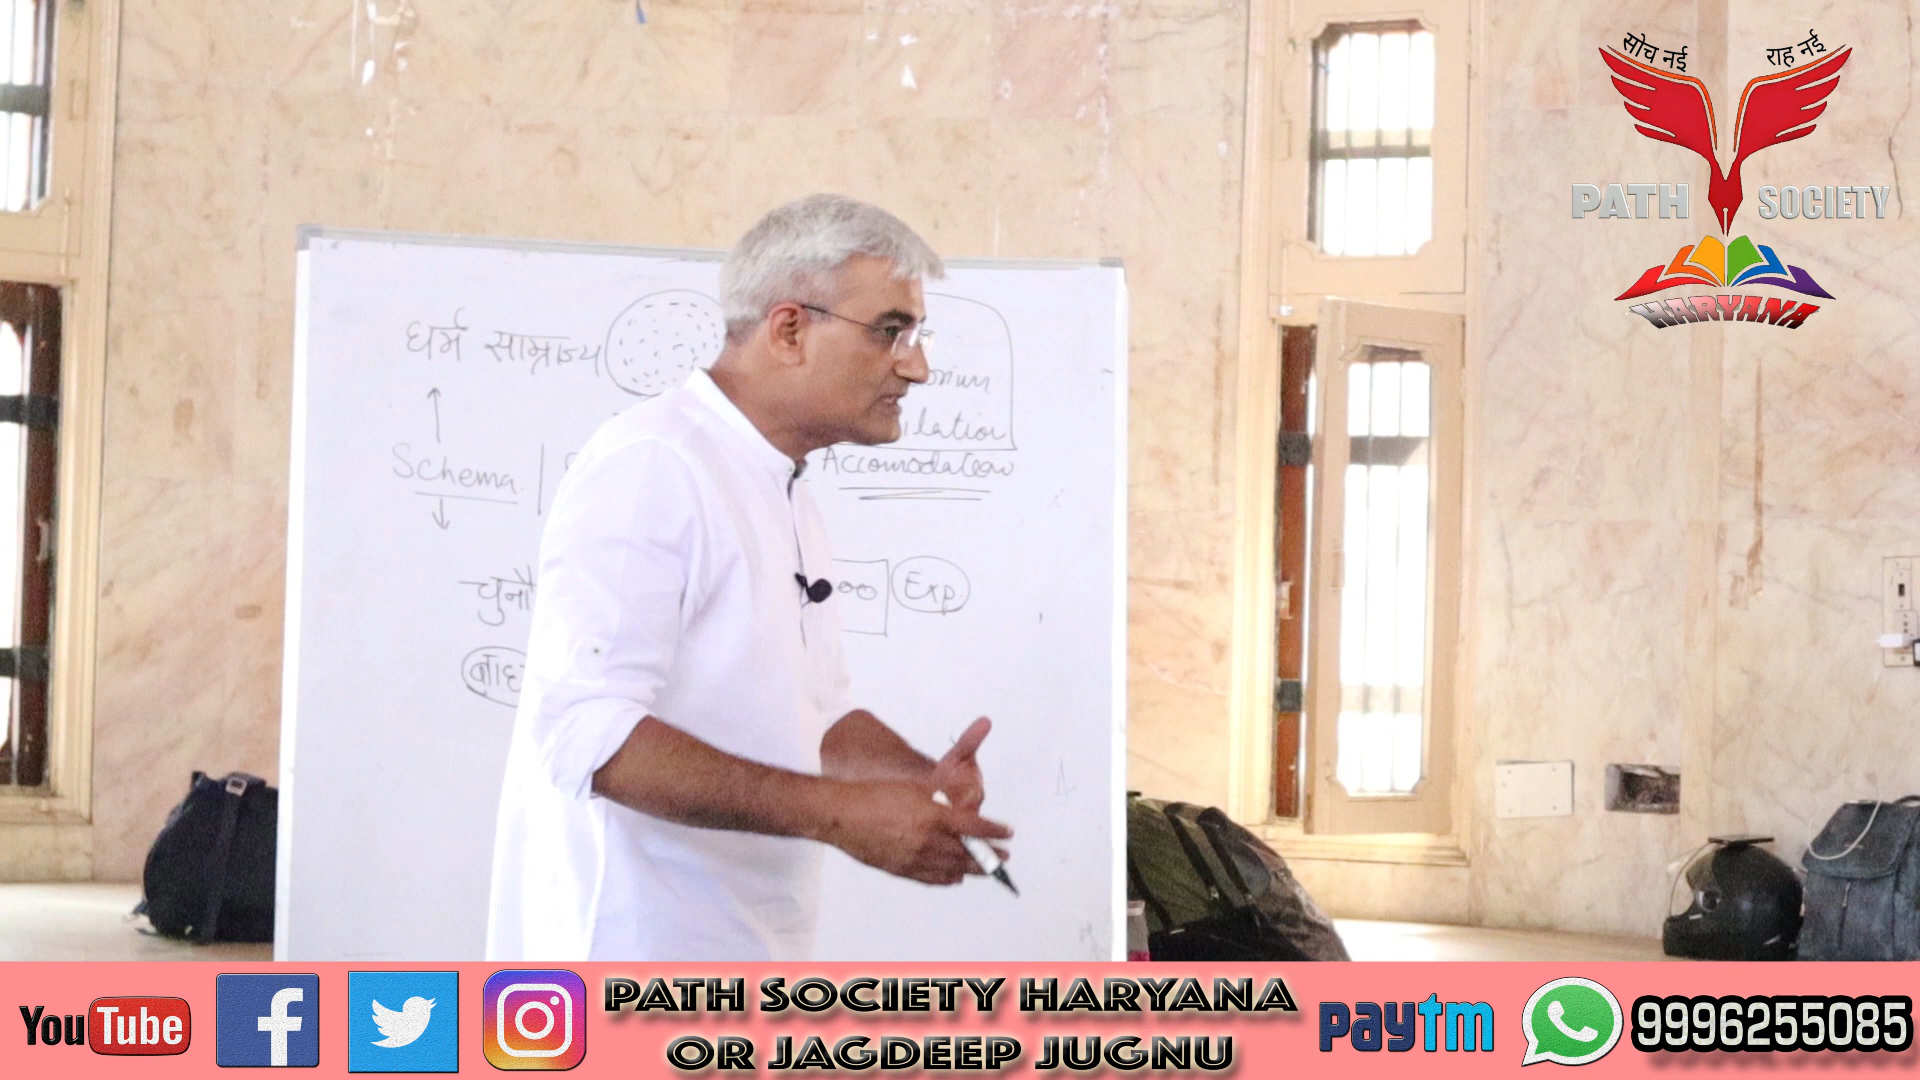 सोच नई राह नई
PATH SOCIETY
HARYANA
धर्म साम्राज्य
Schema
Accomodation
Exp.
YouTube
PATH SOCIETY HARYANA
OR JAGDEEP JUGNU
paytm
9996255085